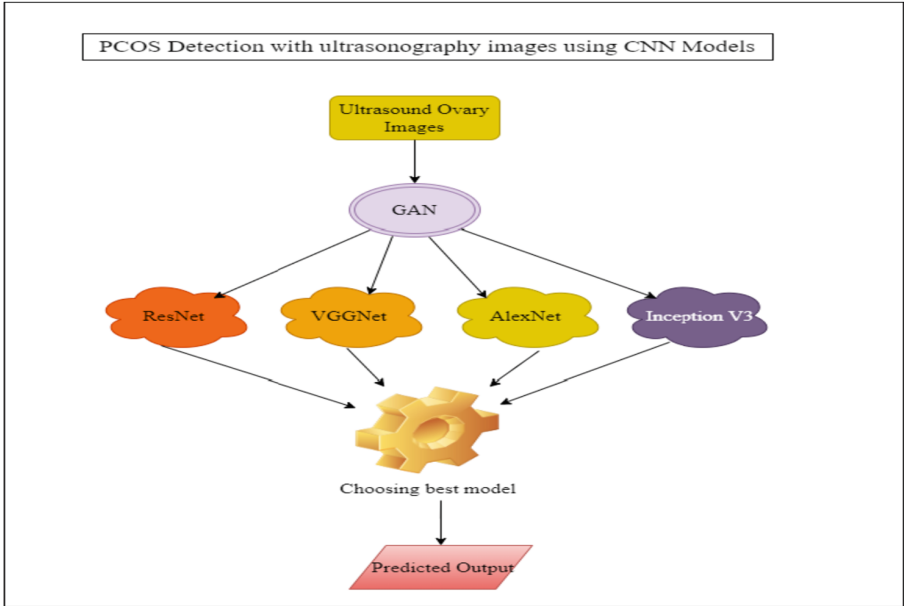 PCOS Detection with ultrasonography images using CNN Models
Ultrasound Ovary
Images
GAN
ResNet
VGGNet
AlexNet
Inception V3
Choosing best model
Predicted Output